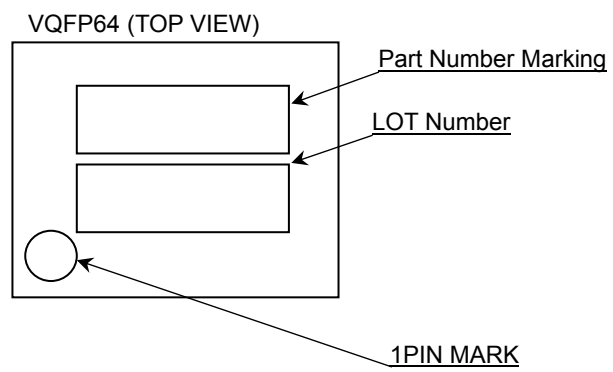 VQFP64 (TOP VIEW)
Part Number Marking
LOT Number
1PIN MARK